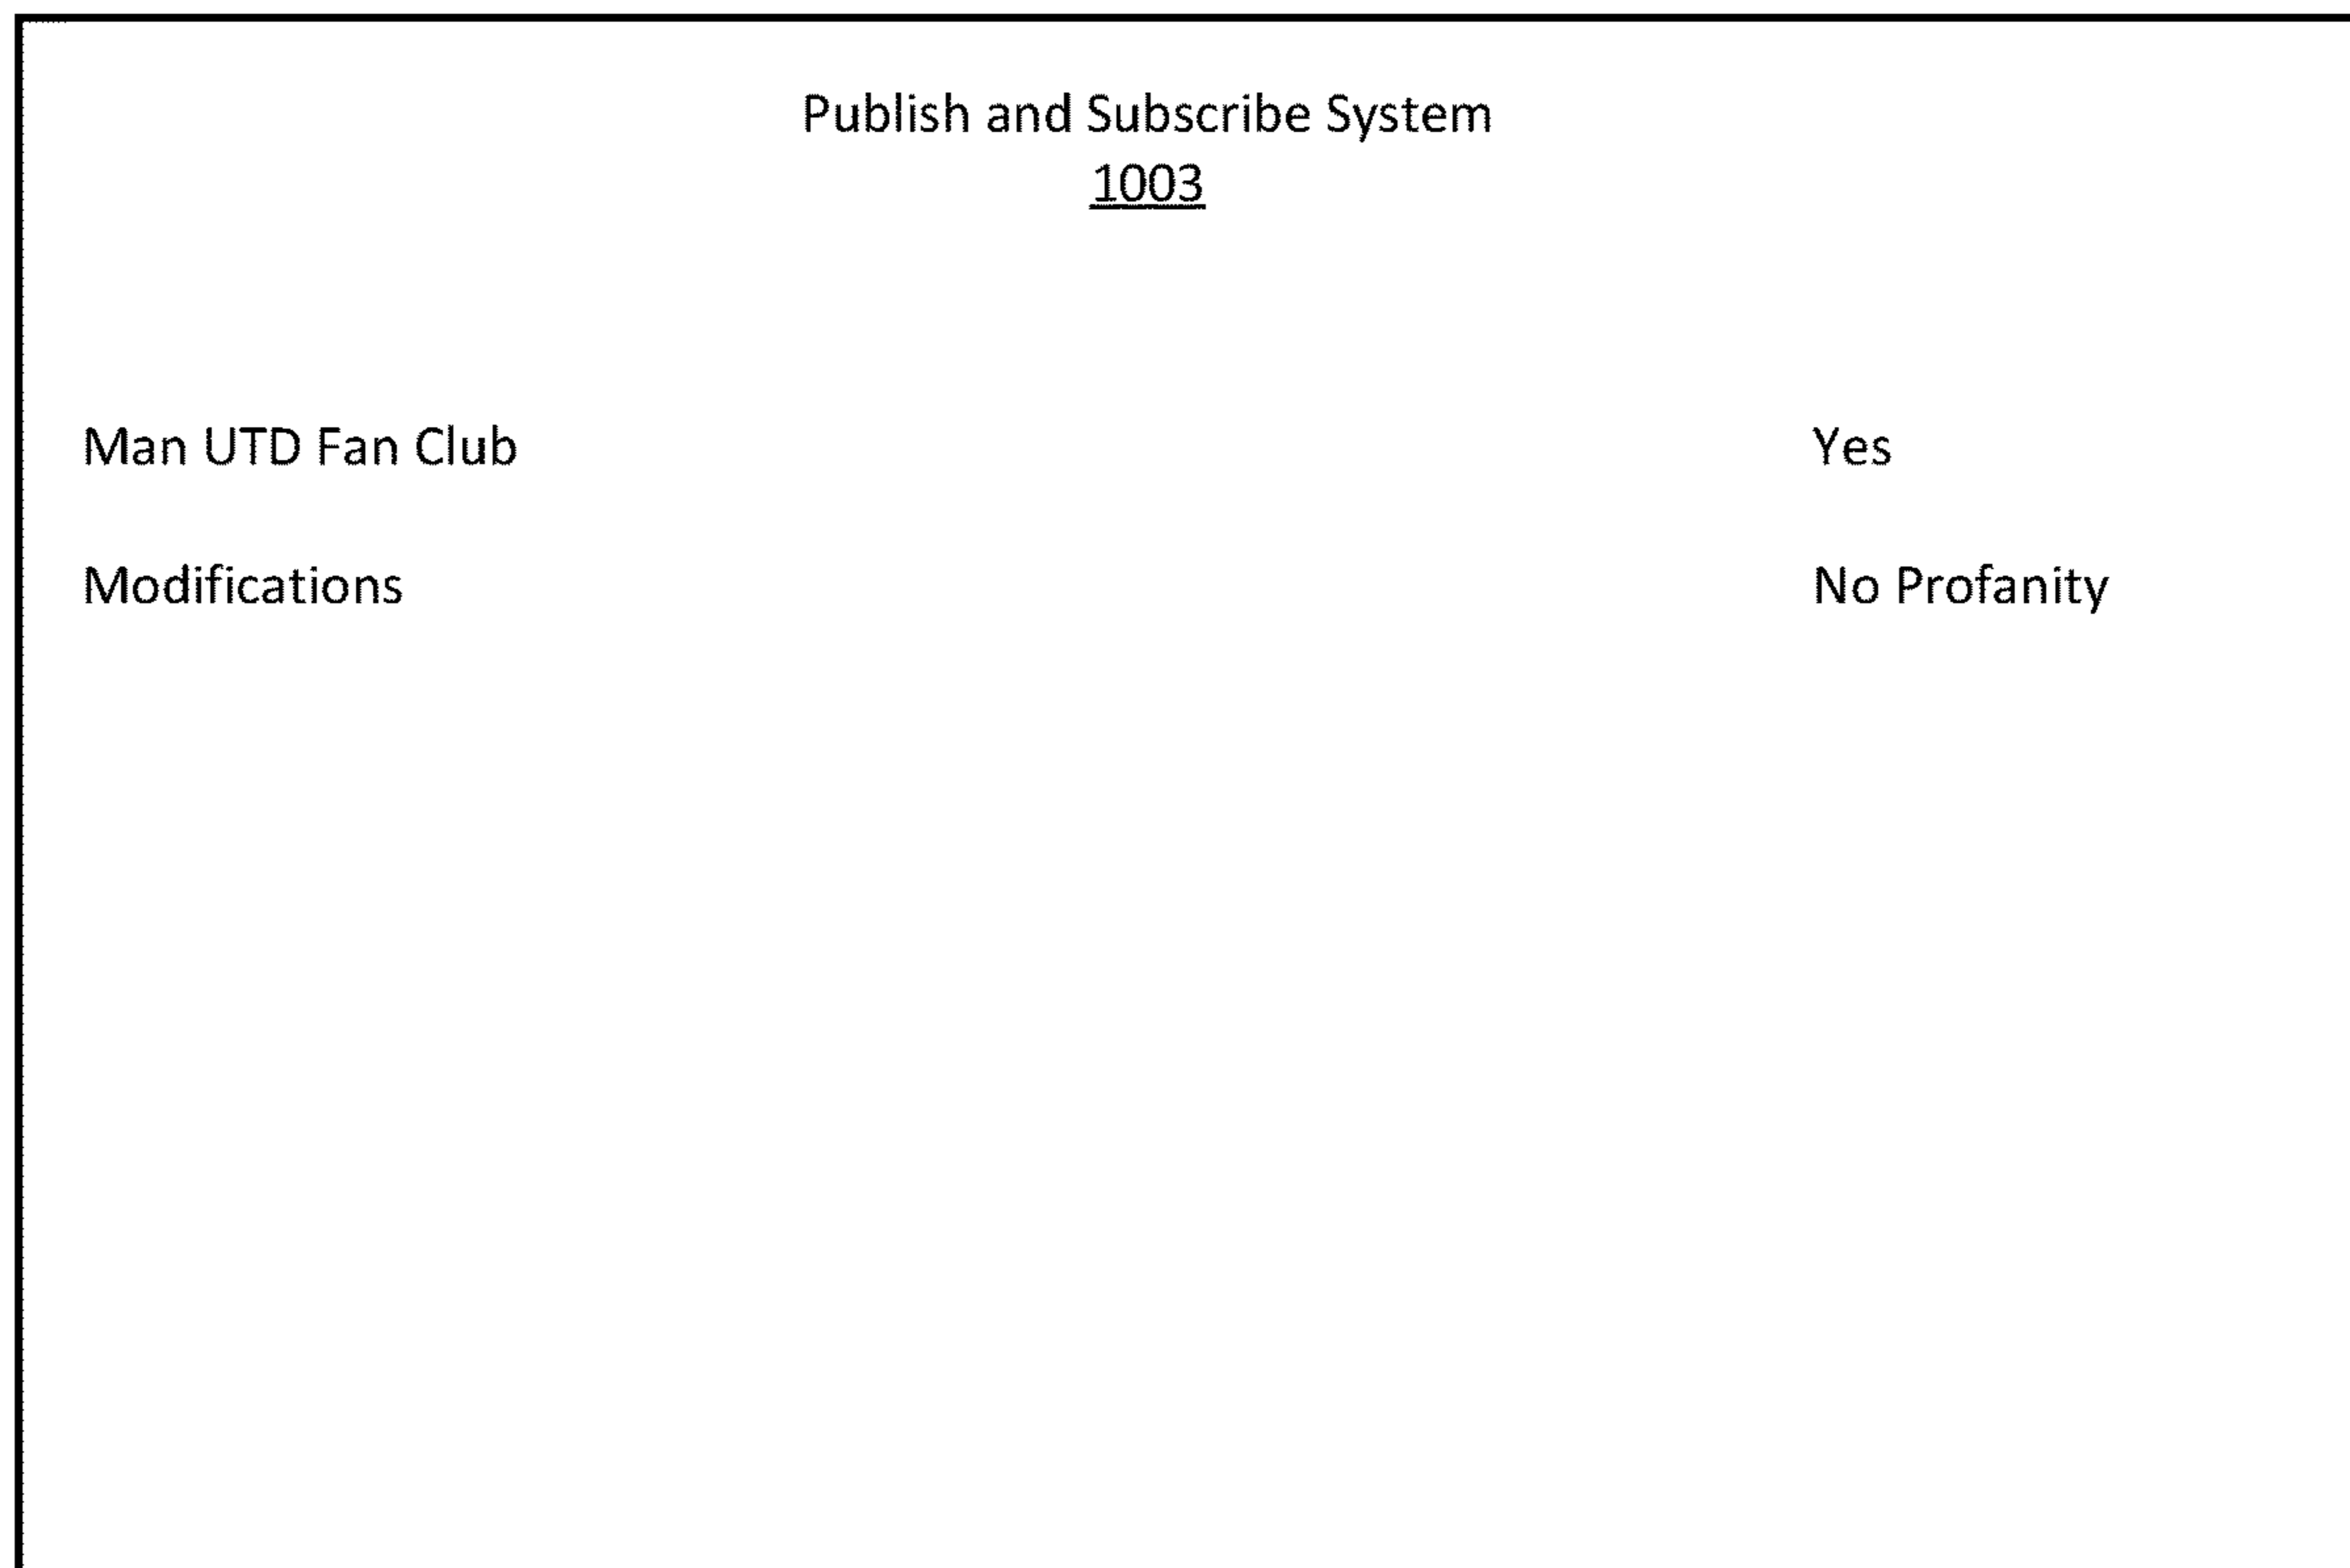 Publish and Subscribe System
1003
Man UTD Fan Club Yes
Modifications No Profanity